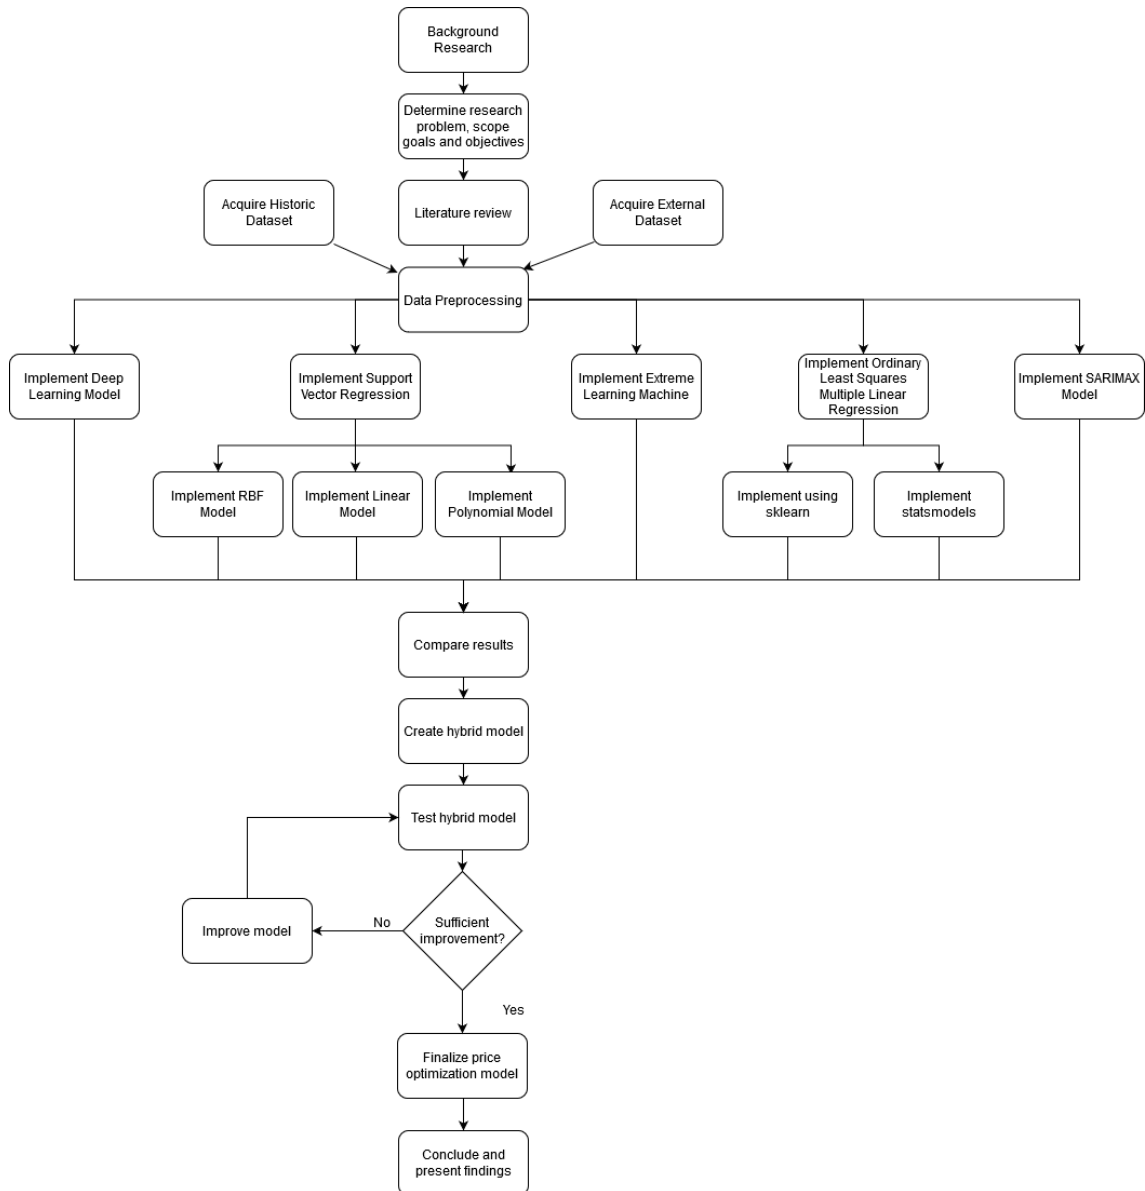 Background
Research
Determine research
problem, scope
goals and objectives
Acquire Historic
Dataset
Literature review
Acquire External
Dataset
Data Preprocessing
Implement Deep
Learning Model
Implement Support
Vector Regression
Implement Extreme
Learning Machine
Implement Ordinary
Least Squares
Multiple Linear
Regression
Implement SARIMAX
Model
Implement RBF
Model
Implement Linear
Model
Implement
Polynomial Model
Implement using
sklearn
Implement
statsmodels
Compare results
Create hybrid model
Test hybrid model
Sufficient
improvement?
No
Improve model
Yes
Finalize price
optimization model
Conclude and
present findings